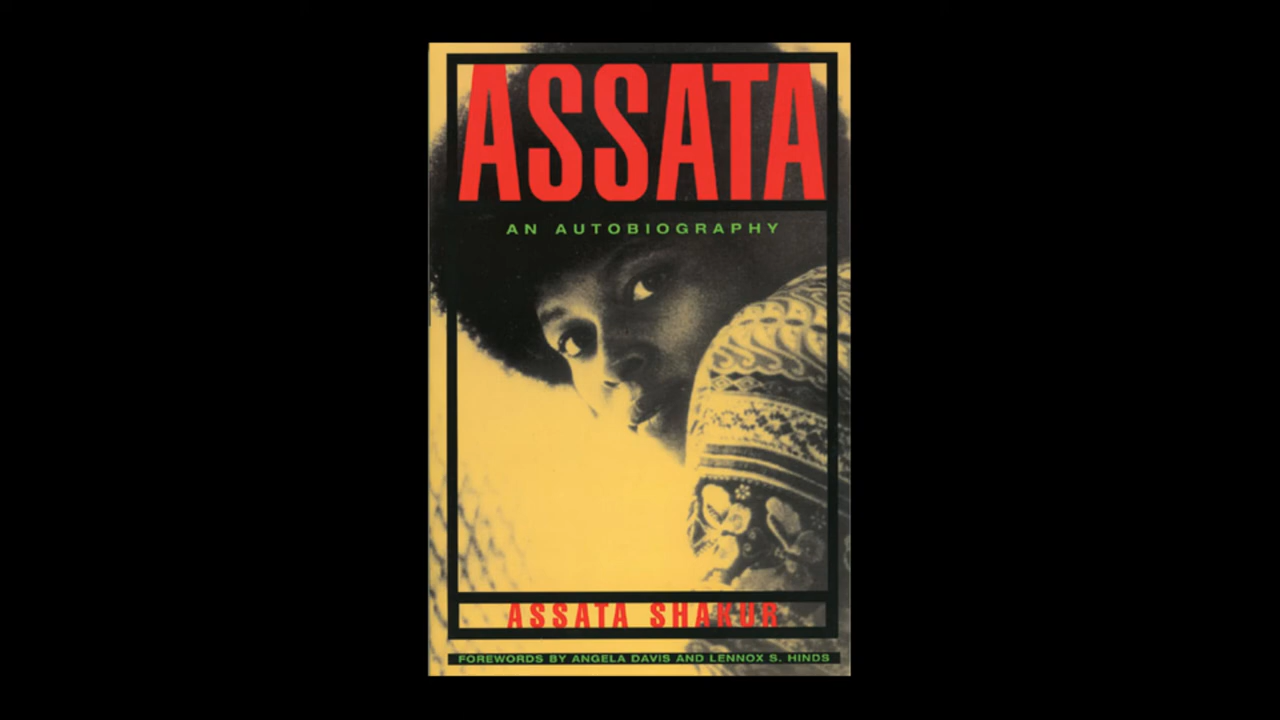 ASSATA
AN AUTOBIOGRAPHY
ASSATA SHAKUR
FOREWORDS BY ANGELA DAVIS AND LENNOX S. HINDS